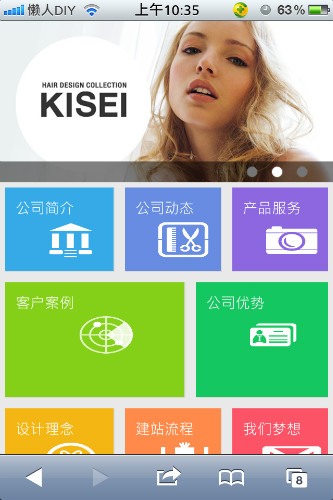 懒人DIY 上午10:35 63%
HAIR DESIGN COLLECTION
KISEI
公司简介 公司动态 产品服务
客户案例 公司优势
设计理念 建站流程 我们梦想
8